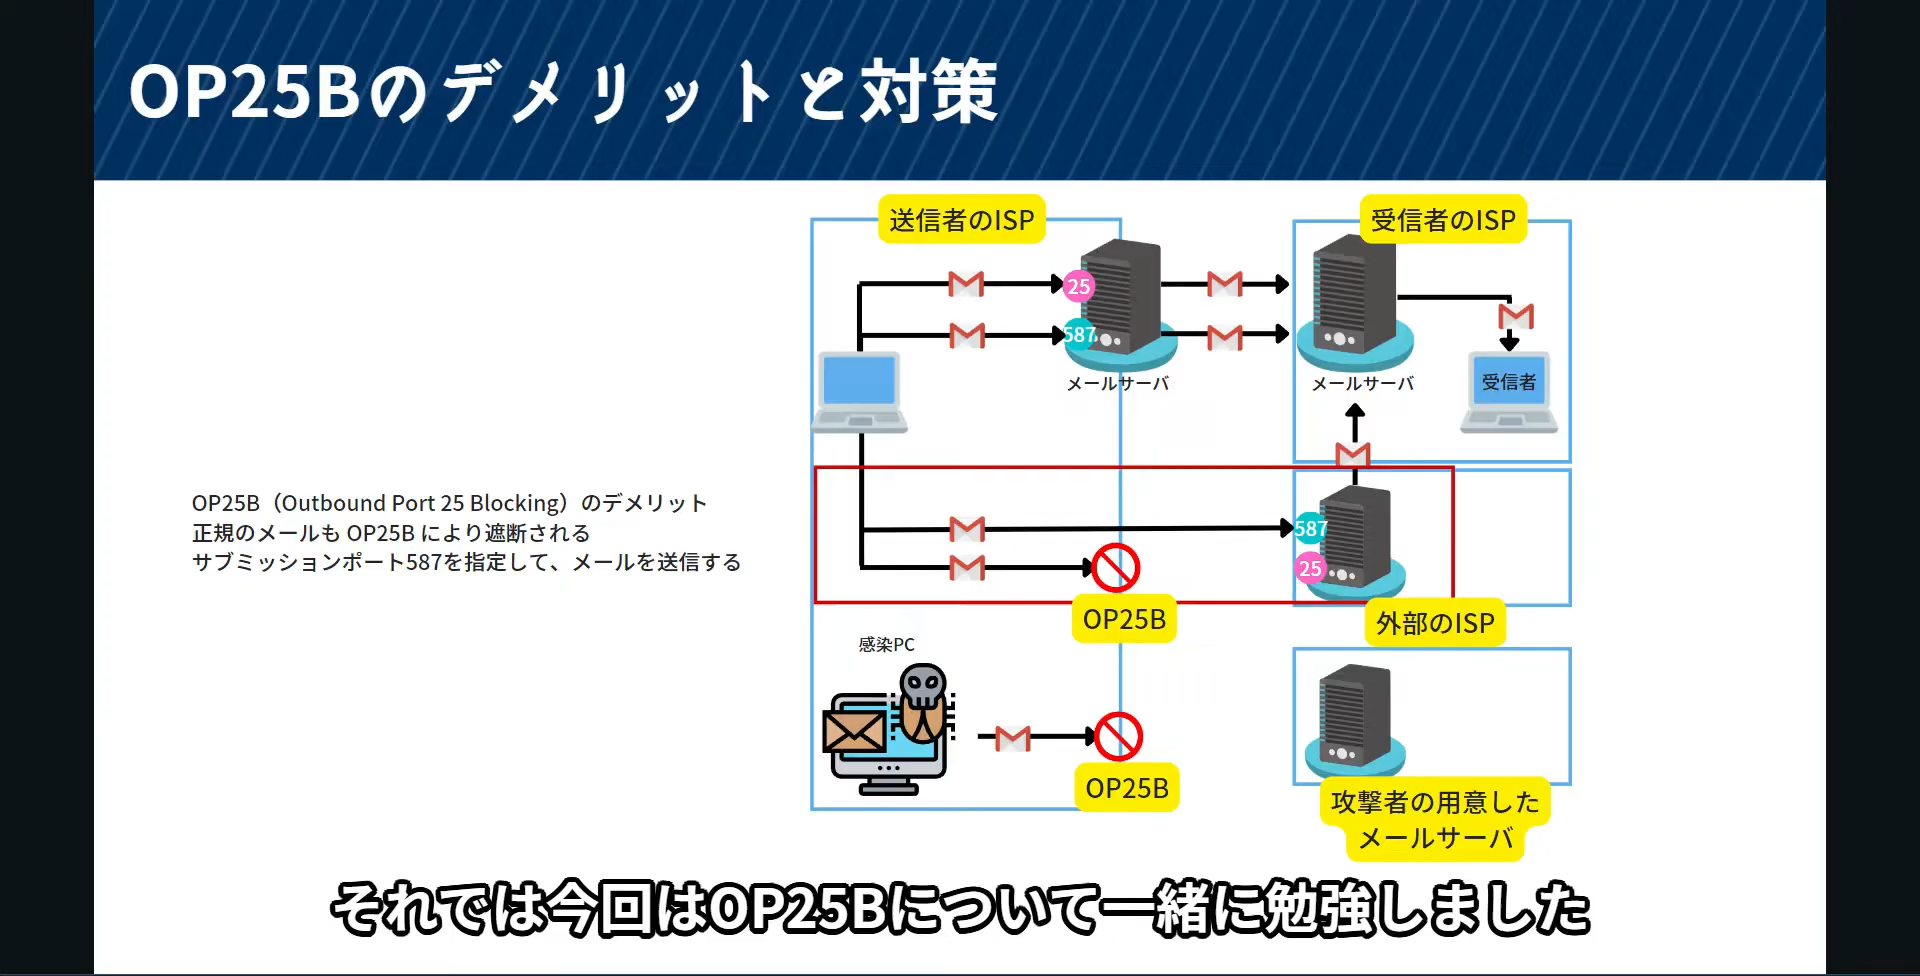 OP25Bのデメリットと対策
送信者のISP
受信者のISP
25
587
メールサーバ
メールサーバ
受信者
OP25B（Outbound Port 25 Blocking）のデメリット
正規のメールも OP25B により遮断される
サブミッションポート587を指定して、メールを送信する
587
25
OP25B
外部のISP
感染PC
OP25B
攻撃者の用意した
メールサーバ
それでは今回はOP25Bについて一緒に勉強しました